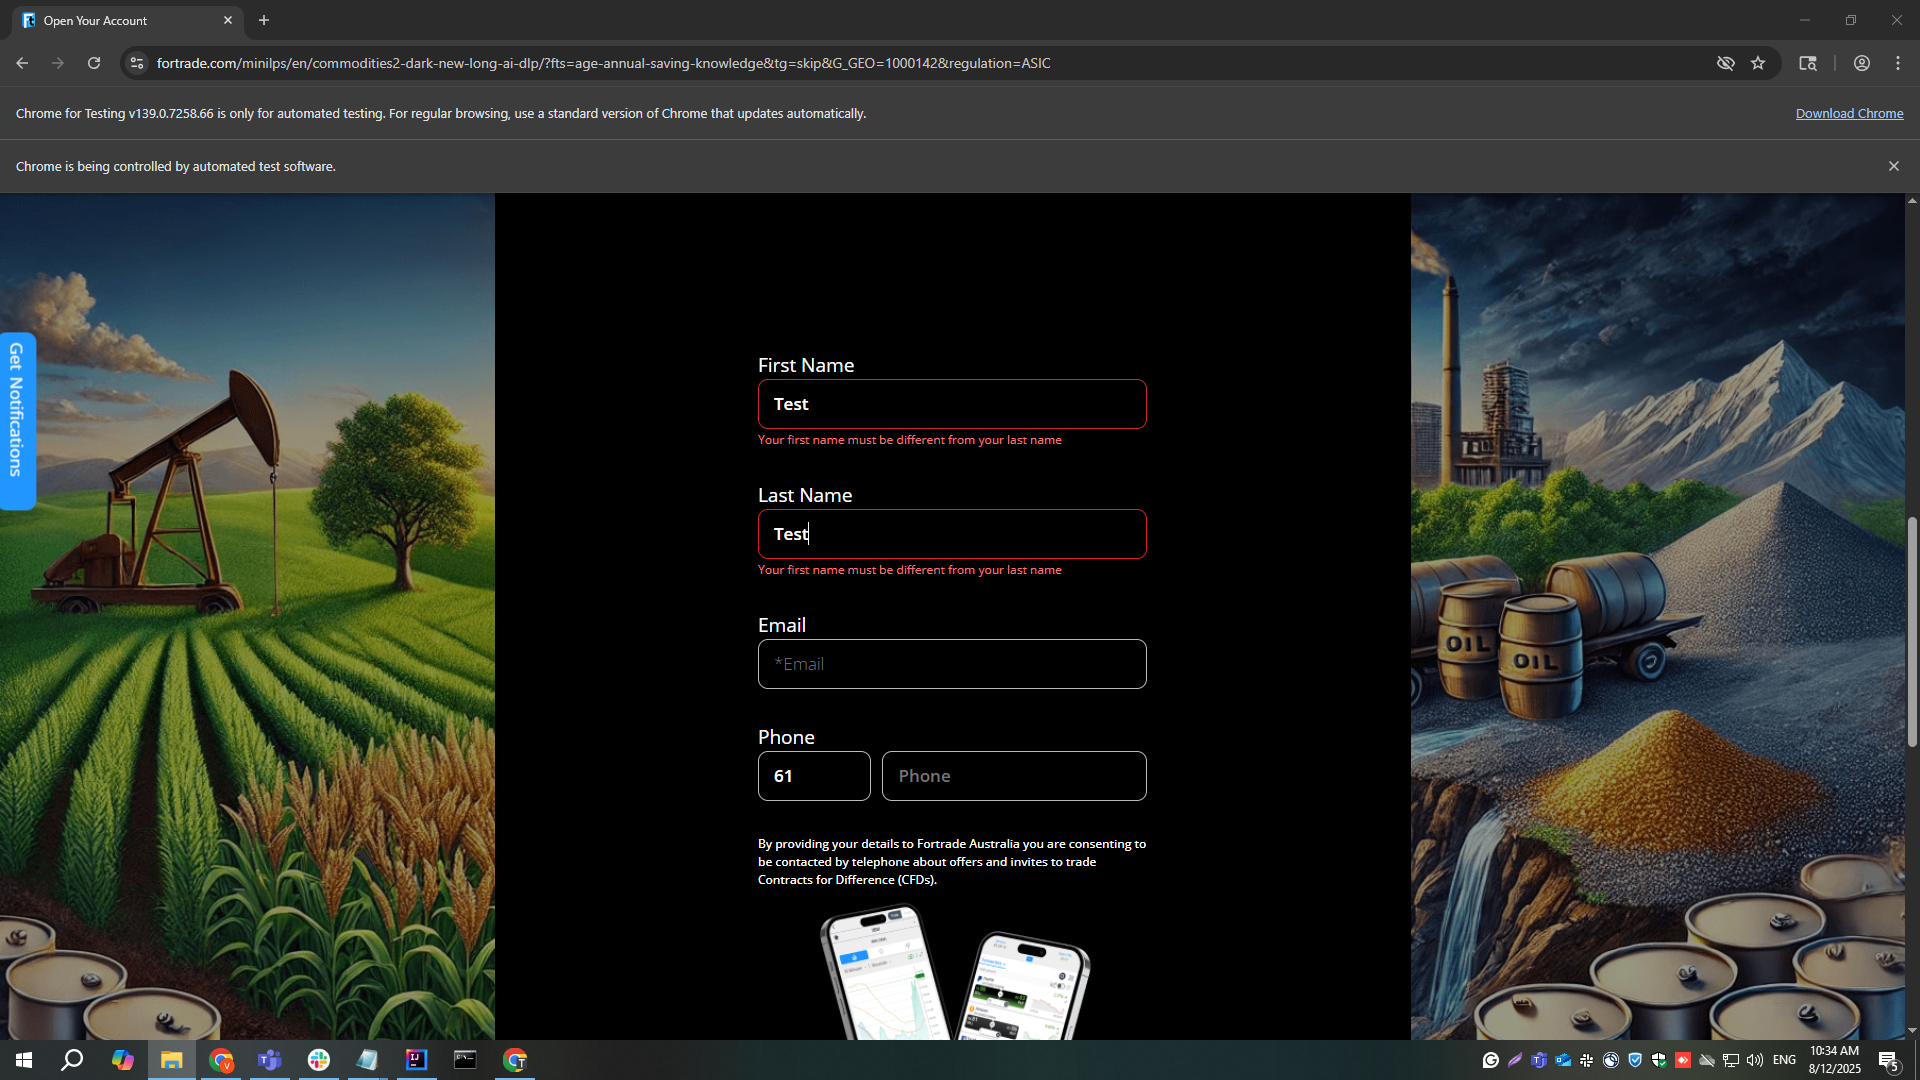 Open Your Account
fortrade.com/minilps/en/commodities2-dark-new-long-ai-dlp/?fts=age-annual-saving-knowledge&tg=skip&G_GEO=1000142&regulation=ASIC
Chrome for Testing v139.0.7258.66 is only for automated testing. For regular browsing, use a standard version of Chrome that updates automatically.
Download Chrome
Chrome is being controlled by automated test software.
Get Notifications
First Name
Test
Your first name must be different from your last name
Last Name
Test
Your first name must be different from your last name
Email
*Email
Phone
61
Phone
By providing your details to Fortrade Australia you are consenting to
be contacted by telephone about offers and invites to trade
Contracts for Difference (CFDs).
OIL
OIL
ENG
10:34 AM
8/12/2025
5